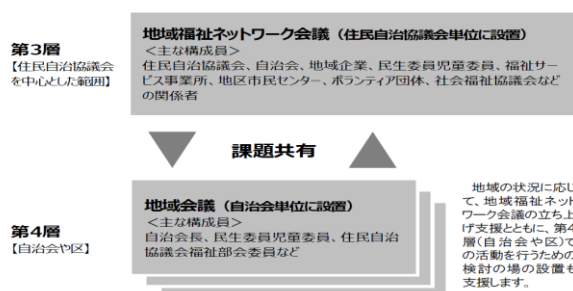 第3層
【住民自治協議会
を中心とした範囲】
地域福祉ネットワーク会議（住民自治協議会単位に設置）
＜主な構成員＞
住民自治協議会、自治会、地域企業、民生委員児童委員、福祉サー
ビス事業所、地区市民センター、ボランティア団体、社会福祉協議会など
の関係者
課題共有
第4層
【自治会や区】
地域会議（自治会単位に設置）
＜主な構成員＞
自治会長、民生委員児童委員、住民自治
協議会福祉部会委員など
地域の状況に応じ
て、地域福祉ネット
ワーク会議の立ち上
げ支援とともに、第4
層(自治会や区)で
の活動を行うための
検討の場の設置も
支援します。